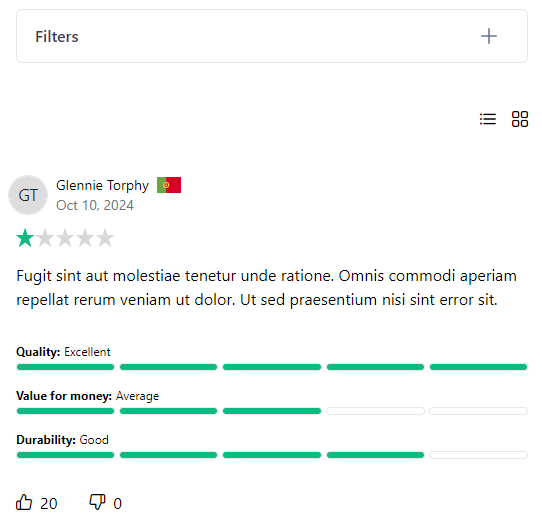 Filters
GT
Glennie Torphy
Oct 10, 2024
Fugit sint aut molestiae tenetur unde ratione. Omnis commodi aperiam
repellat rerum veniam ut dolor. Ut sed praesentium nisi sint error sit.
Quality: Excellent
Value for money: Average
Durability: Good
20 0